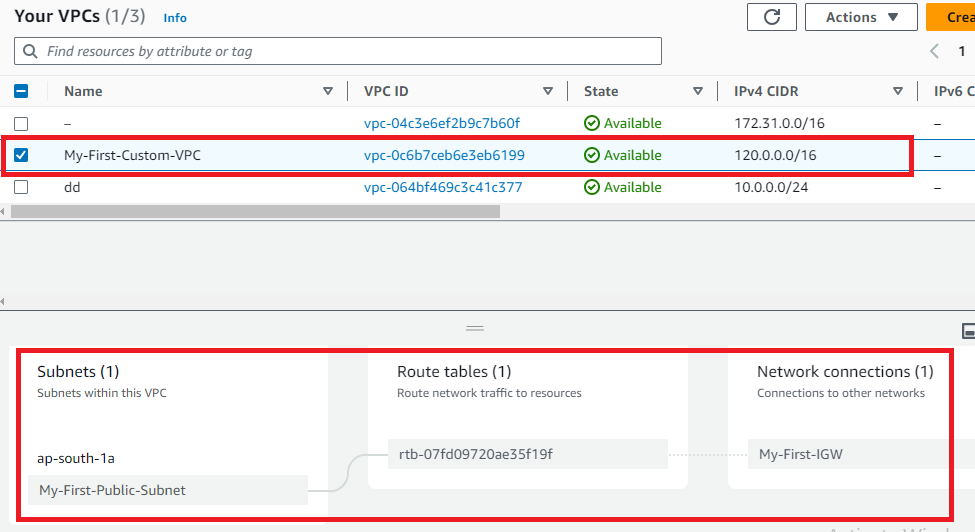 Your VPCs (1/3) Info
Actions
Find resources by attribute or tag
1
Name VPC ID State IPv4 CIDR
– vpc-04c3e6ef2b9c7b60f Available 172.31.0.0/16 –
My-First-Custom-VPC vpc-0c6b7ceb6e3eb6199 Available 120.0.0.0/16 –
dd vpc-064bf469c3c41c377 Available 10.0.0.0/24 –
Subnets (1)
Subnets within this VPC
ap-south-1a
My-First-Public-Subnet
Route tables (1)
Route network traffic to resources
rtb-07fd09720ae35f19f
Network connections (1)
Connections to other networks
My-First-IGW